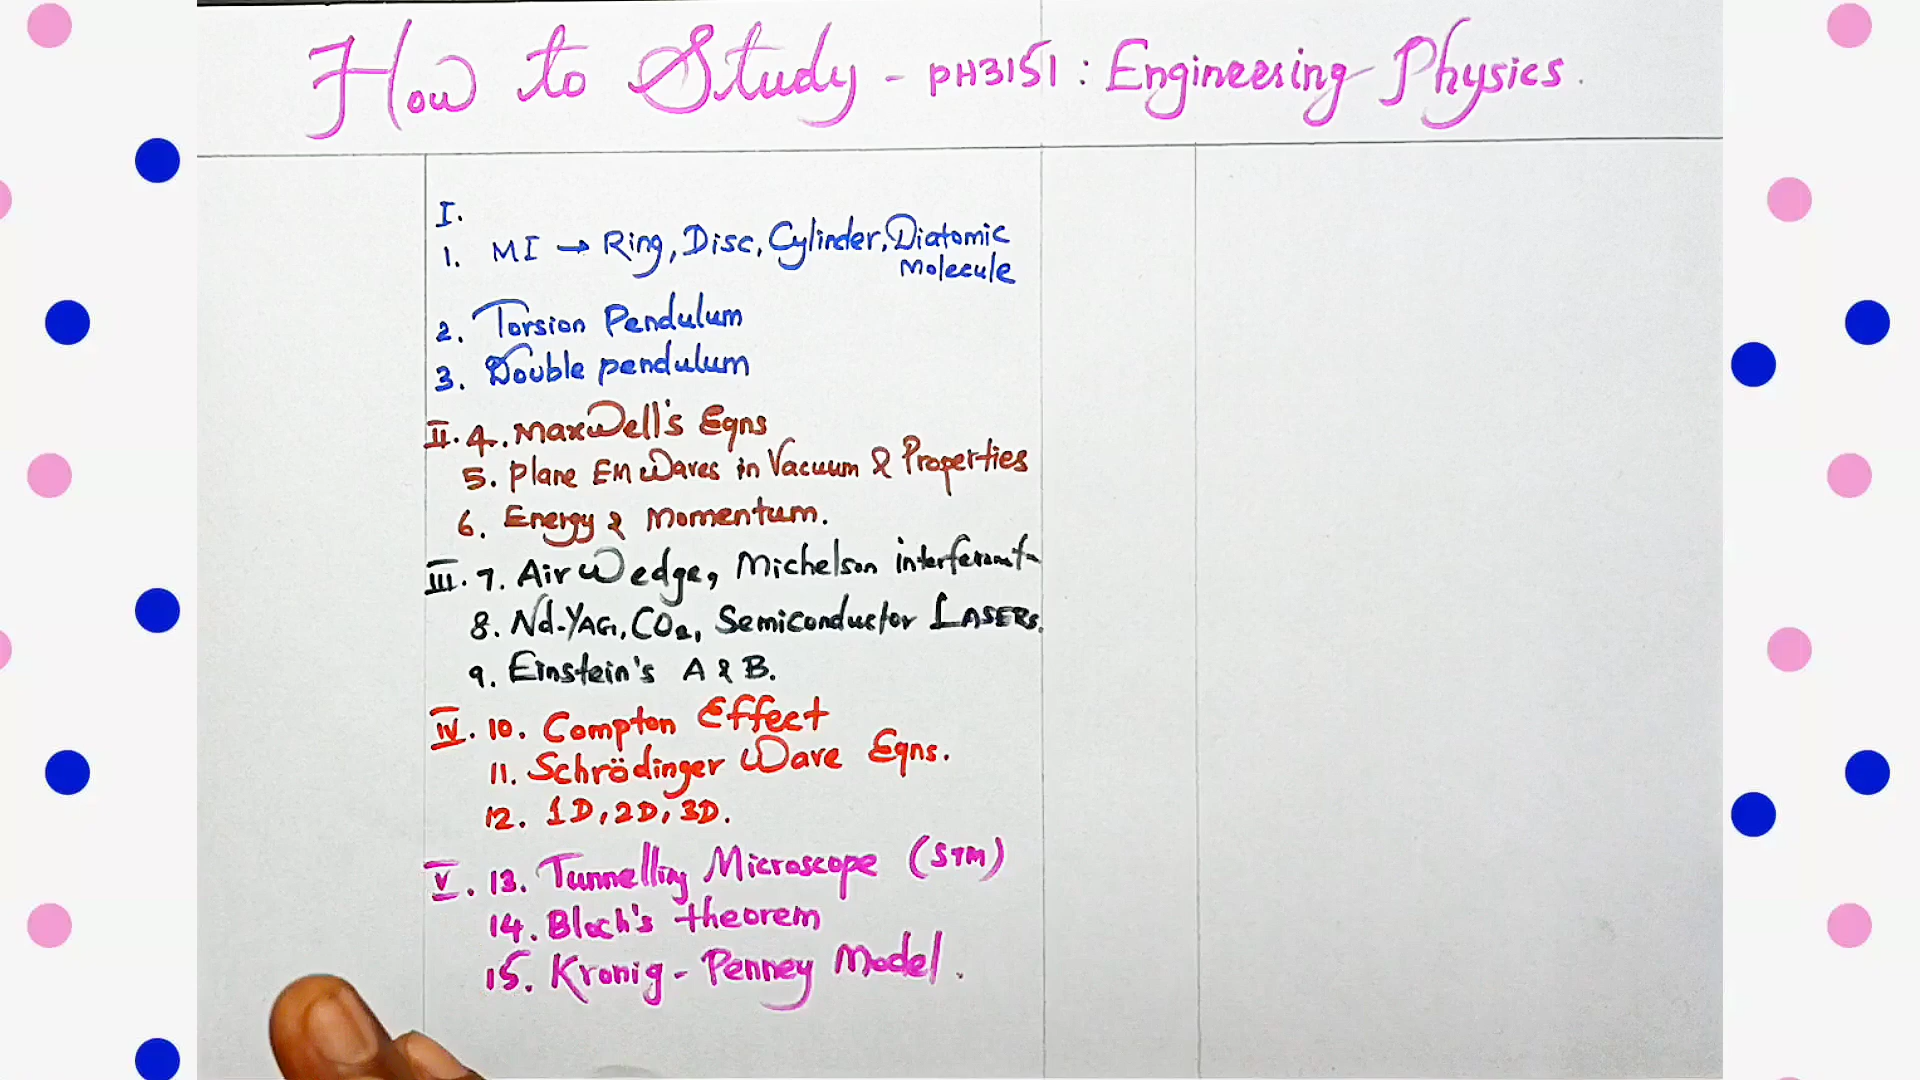 How to Study - PH3151 : Engineering Physics.
I.
1. MI → Ring, Disc, Cylinder, Diatomic
Molecule
2. Torsion Pendulum
3. Double pendulum
II. 4. Maxwell's Eqns
5. Plane EM Waves in Vacuum & Properties
6. Energy & Momentum.
III. 7. Air Wedge, Michelson
8. Nd-YAG, CO2, Semiconductor LASERs.
9. Einstein's A & B.
IV. 10. Compton Effect
11. Schrödinger Wave Eqns.
12. 1D, 2D, 3D.
V. 13. Tunnelling Microscope (STM)
14. Bloch's theorem
15. Kronig - Penney Model.